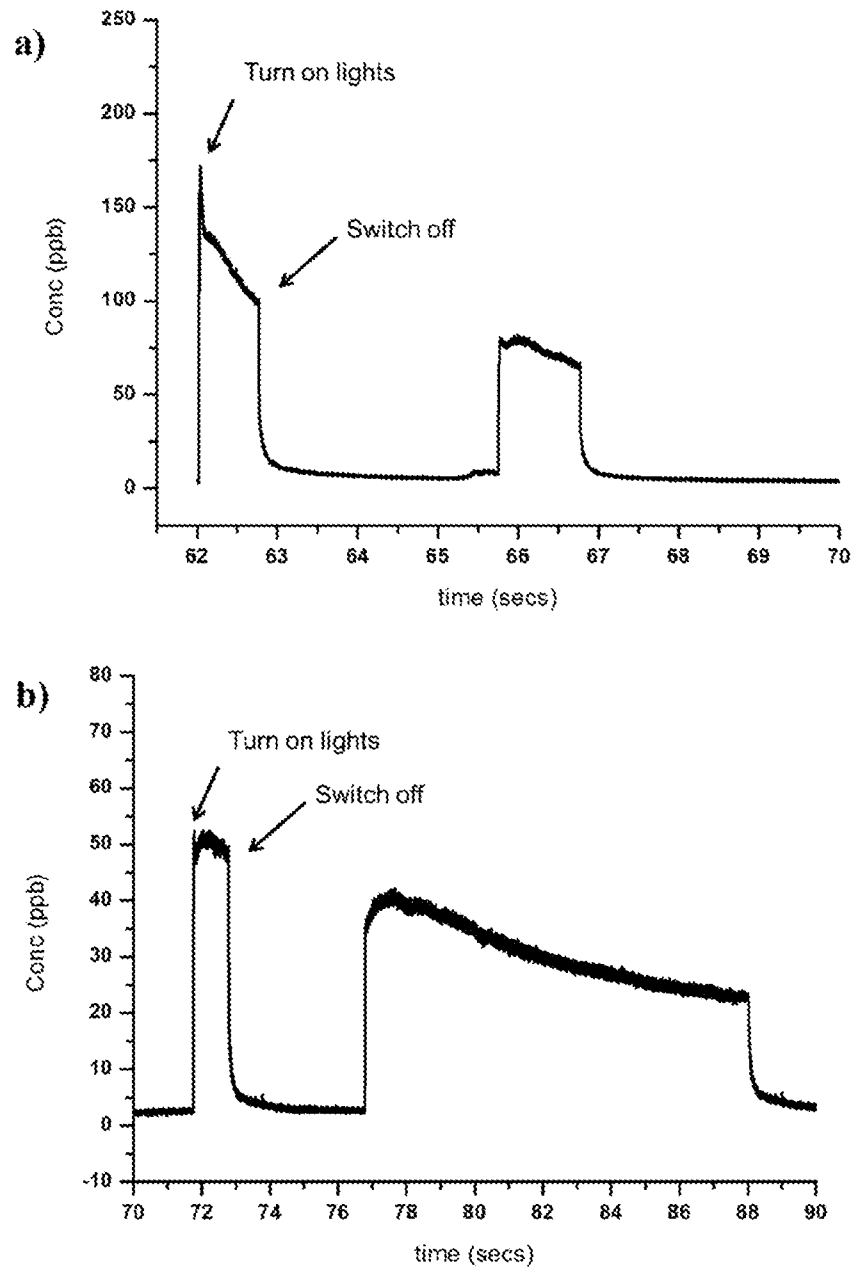 a)
250
200
150
100
50
0
Conc (ppb)
Turn on lights
Switch off
62 63 64 65 66 67 68 69 70
time (secs)
b)
80
70
60
50
40
30
20
10
0
-10
Conc (ppb)
Turn on lights
Switch off
70 72 74 76 78 80 82 84 86 88 90
time (secs)